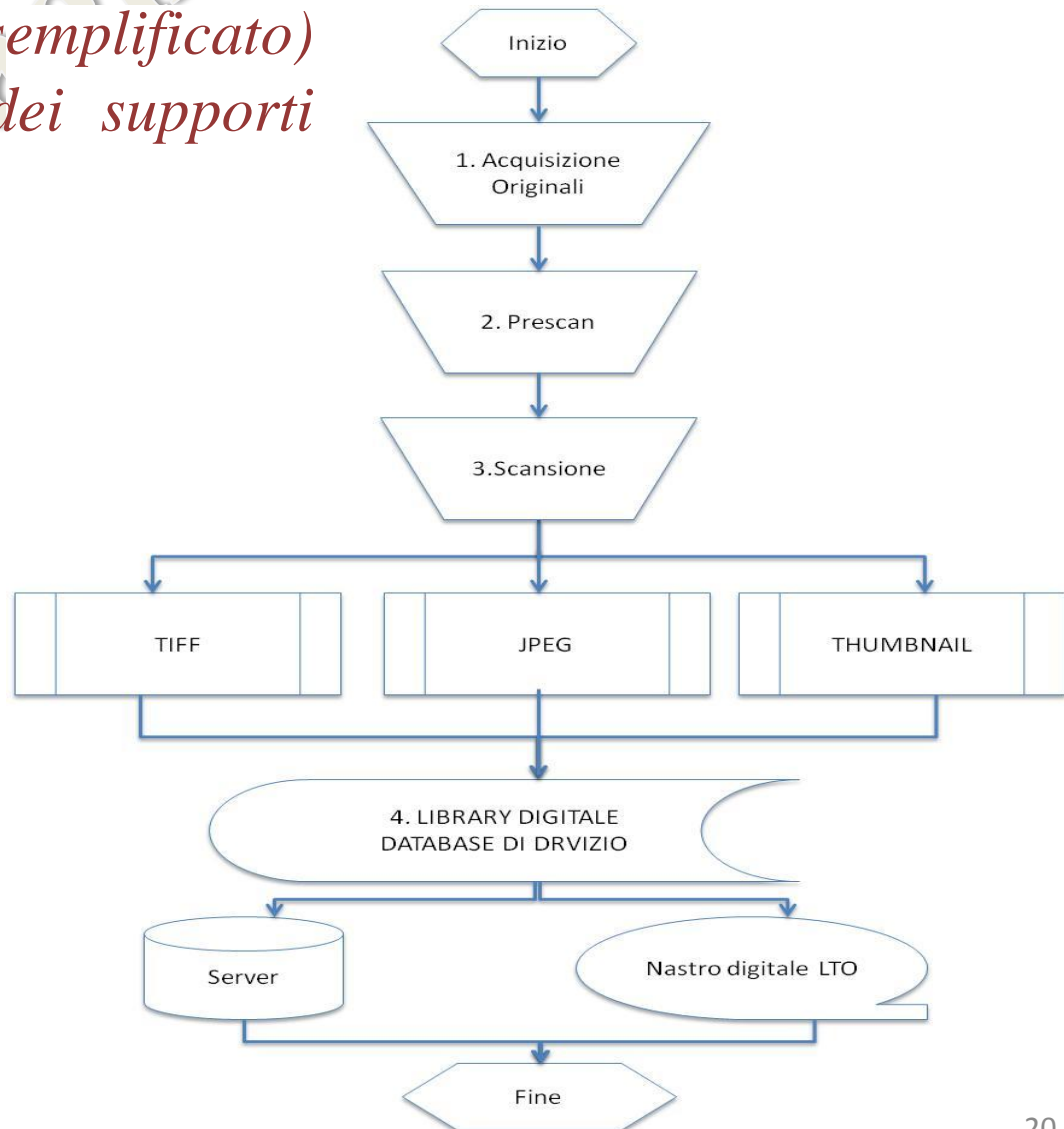 emplificato)
dei supporti
Inizio
1. Acquisizione
Originali
2. Prescan
3.Scansione
TIFF
JPEG
THUMBNAIL
4. LIBRARY DIGITALE
DATABASE DI DRVIZIO
Server
Nastro digitale LTO
Fine
20